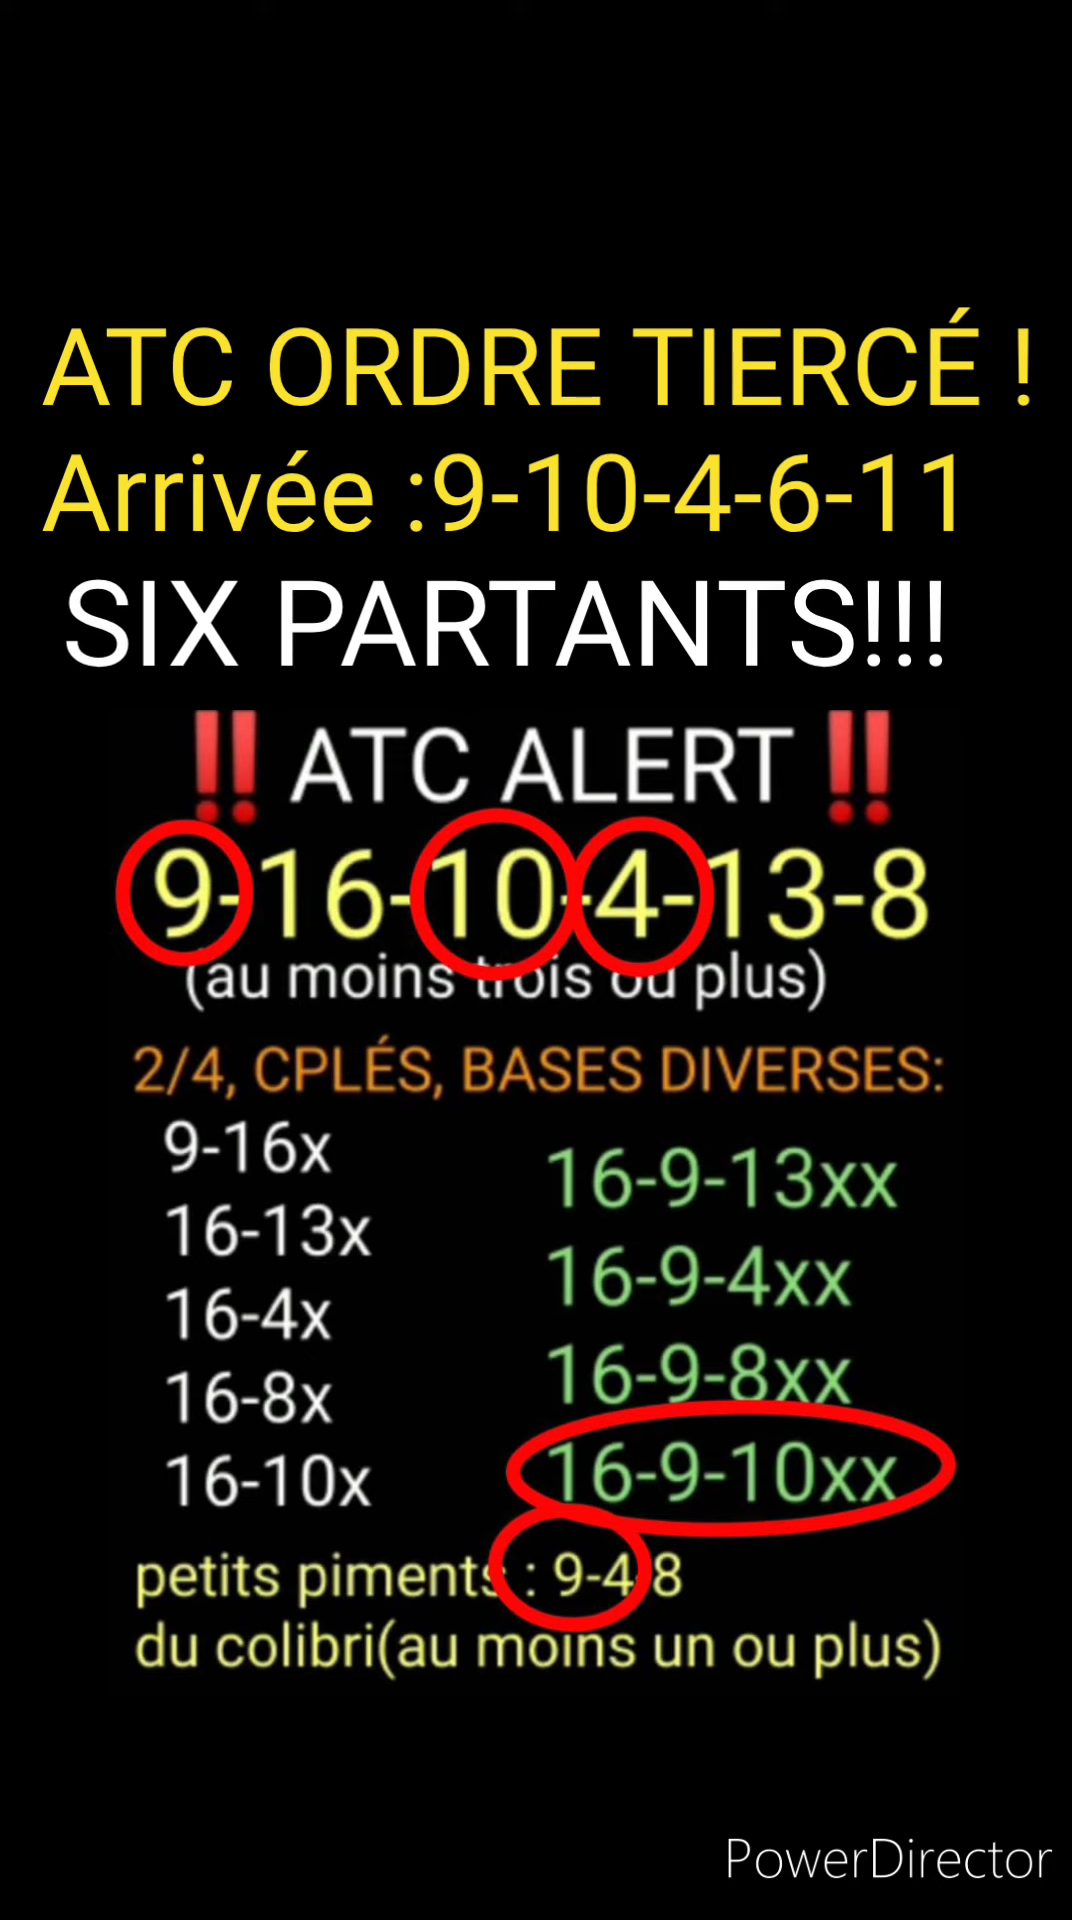 ATC ORDRE TIERCÉ !
Arrivée :9-10-4-6-11
SIX PARTANTS!!!
‼ ATC ALERT ‼
9-16-10-4-13-8
(au moins trois ou plus)
2/4, CPLÉS, BASES DIVERSES:
9-16x
16-13x
16-4x
16-8x
16-10x
16-9-13xx
16-9-4xx
16-9-8xx
16-9-10xx
petits piments : 9-4-8
du colibri(au moins un ou plus)
PowerDirector